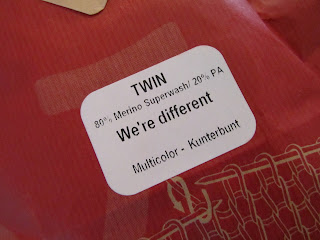 TWIN
80% Merino Superwash/ 20% PA
We're different
Multicolor - Kunterbunt